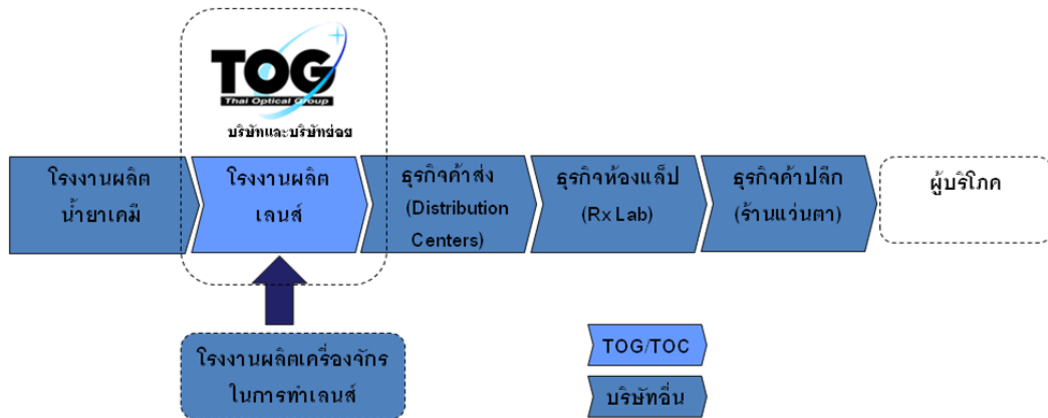 TOG
Thai Optical Group
บริษัทและบริษัทย่อย
โรงงานผลิต
น้ำยาเคมี
โรงงานผลิต
เลนส์
ธุรกิจค้าส่ง
(Distribution
Centers)
ธุรกิจห้องแล็ป
(Rx Lab)
ธุรกิจค้าปลีก
(ร้านแว่นตา)
ผู้บริโภค
โรงงานผลิตเครื่องจักร
ในการทำเลนส์
TOG/TOC
บริษัทอื่น